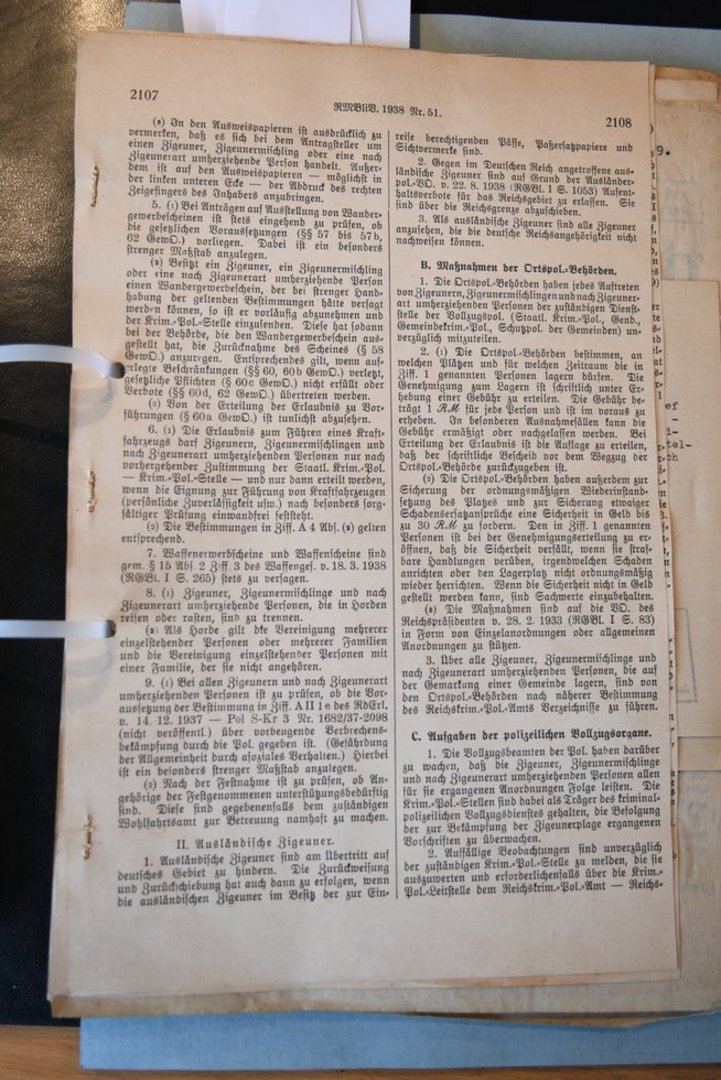 2107
RMBliV. 1938 Nr. 51.
2108
(3) In den Ausweispapieren ist ausdrücklich zu
vermerken, daß es sich bei dem Antragsteller um
einen Zigeuner, Zigeunermischling oder eine nach
Zigeunerart umherziehende Person handelt. Außer-
dem ist auf den Ausweispapieren — möglichst in
der linken unteren Ecke — der Abdruck des rechten
Zeigefingers des Inhabers anzubringen.
5. (1) Bei Anträgen auf Ausstellung von Wander-
gewerbescheinen ist stets eingehend zu prüfen, ob
die gesetzlichen Voraussetzungen (§§ 57 bis 57b,
62 GewO.) vorliegen. Dabei ist ein besonders
strenger Maßstab anzulegen.
(2) Besitzt ein Zigeuner, ein Zigeunermischling
oder eine nach Zigeunerart umherziehende Person
einen Wandergewerbeschein, der bei strenger Hand-
habung der geltenden Bestimmungen hätte versagt
werden können, so ist er vorläufig abzunehmen und
der Krim.-Pol.-Stelle einzusenden. Diese hat sodann
bei der Behörde, die den Wandergewerbeschein aus-
gestellt hat, die Zurücknahme des Scheines (§ 58
GewO.) anzuregen. Entsprechendes gilt, wenn auf-
erlegte Beschränkungen (§§ 60, 60b GewO.) verletzt,
gesetzliche Pflichten (§ 60c GewO.) nicht erfüllt oder
Verbote (§§ 60d, 62 GewO.) übertreten werden.
(3) Von der Erteilung der Erlaubnis zu Vor-
führungen (§ 60a GewO.) ist tunlichst abzusehen.
6. (1) Die Erlaubnis zum Führen eines Kraft-
fahrzeugs darf Zigeunern, Zigeunermischlingen und
nach Zigeunerart umherziehenden Personen nur nach
vorhergehender Zustimmung der Staatl. Krim.-Pol.
— Krim.-Pol.-Stelle — und nur dann erteilt werden,
wenn die Eignung zur Führung von Kraftfahrzeugen
(persönliche Zuverlässigkeit usw.) nach besonders sorg-
fältiger Prüfung einwandfrei feststeht.
(2) Die Bestimmungen in Ziff. A 4 Abs. (3) gelten
entsprechend.
7. Waffenerwerbscheine und Waffenscheine sind
gem. § 15 Abs. 2 Ziff. 3 des Waffenges. v. 18. 3. 1938
(RGBl. I S. 265) stets zu versagen.
8. (1) Zigeuner, Zigeunermischlinge und nach
Zigeunerart umherziehende Personen, die in Horden
reisen oder rasten, sind zu trennen.
(2) Als Horde gilt die Vereinigung mehrerer
einzelstehender Personen oder mehrerer Familien
und die Vereinigung einzelstehender Personen mit
einer Familie, der sie nicht angehören.
9. (1) Bei allen Zigeunern und nach Zigeunerart
umherziehenden Personen ist zu prüfen, ob die Vor-
aussetzung der Bestimmung in Ziff. A II 1 e des RdErl.
v. 14. 12. 1937 — Pol S-Kr 3 Nr. 1682/37-2098
(nicht veröffentl.) über vorbeugende Verbrechens-
bekämpfung durch die Pol. gegeben ist. (Gefährdung
der Allgemeinheit durch asoziales Verhalten.) Hierbei
ist ein besonders strenger Maßstab anzulegen.
(2) Nach der Festnahme ist zu prüfen, ob An-
gehörige der Festgenommenen unterstützungsbedürftig
sind. Diese sind gegebenenfalls dem zuständigen
Wohlfahrtsamt zur Betreuung namhaft zu machen.
II. Ausländische Zigeuner.
1. Ausländische Zigeuner sind am Übertritt auf
deutsches Gebiet zu hindern. Die Zurückweisung
und Zurückschiebung hat auch dann zu erfolgen, wenn
die ausländischen Zigeuner im Besitz der zur Ein-
reise berechtigenden Pässe, Paßersatzpapiere und
Sichtvermerke sind.
2. Gegen im Deutschen Reich angetroffene aus-
ländische Zigeuner sind auf Grund der Ausländer-
pol.-VO. v. 22. 8. 1938 (RGBl. I S. 1053) Aufent-
haltsverbote für das Reichsgebiet zu erlassen. Sie
sind über die Reichsgrenze abzuschieben.
3. Als ausländische Zigeuner sind alle Zigeuner
anzusehen, die die deutsche Reichsangehörigkeit nicht
nachweisen können.
B. Maßnahmen der Ortspol.-Behörden.
1. Die Ortspol.-Behörden haben jedes Auftreten
von Zigeunern, Zigeunermischlingen und nach Zigeuner-
art umherziehenden Personen der zuständigen Dienst-
stelle der Vollzugspol. (Staatl. Krim.-Pol., Gend.,
Gemeindekrim.-Pol., Schutzpol. der Gemeinden) un-
verzüglich mitzuteilen.
2. (1) Die Ortspol.-Behörden bestimmen, an
welchen Plätzen und für welchen Zeitraum die in
Ziff. 1 genannten Personen lagern dürfen. Die
Genehmigung zum Lagern ist schriftlich unter Er-
hebung einer Gebühr zu erteilen. Die Gebühr be-
trägt 1 RM für jede Person und ist im voraus zu
erheben. In besonderen Ausnahmefällen kann die
Gebühr ermäßigt oder nachgelassen werden. Bei
Erteilung der Erlaubnis ist die Auflage zu erteilen,
daß der schriftliche Bescheid vor dem Wegzug der
Ortspol.-Behörde zurückzugeben ist.
(2) Die Ortspol.-Behörden haben außerdem zur
Sicherung der ordnungsmäßigen Wiederinstand-
setzung des Platzes und zur Sicherung etwaiger
Schadensersatzansprüche eine Sicherheit in Geld bis
zu 30 RM zu fordern. Den in Ziff. 1 genannten
Personen ist bei der Genehmigungserteilung zu er-
öffnen, daß die Sicherheit verfällt, wenn sie straf-
bare Handlungen verüben, irgendwelchen Schaden
anrichten oder den Lagerplatz nicht ordnungsmäßig
wieder herrichten. Wenn die Sicherheit nicht in Geld
gestellt werden kann, sind Sachwerte einzubehalten.
(3) Die Maßnahmen sind auf die VO. des
Reichspräsidenten v. 28. 2. 1933 (RGBl. I S. 83)
in Form von Einzelanordnungen oder allgemeinen
Anordnungen zu stützen.
3. Über alle Zigeuner, Zigeunermischlinge und
nach Zigeunerart umherziehenden Personen, die auf
der Gemarkung einer Gemeinde lagern, sind von
den Ortspol.-Behörden nach näherer Bestimmung
des Reichskrim.-Pol.-Amts Verzeichnisse zu führen.
C. Aufgaben der polizeilichen Vollzugsorgane.
1. Die Vollzugsbeamten der Pol. haben darüber
zu wachen, daß die Zigeuner, Zigeunermischlinge
und nach Zigeunerart umherziehenden Personen allen
für sie ergangenen Anordnungen Folge leisten. Die
Krim.-Pol.-Stellen sind dabei als Träger des kriminal-
polizeilichen Vollzugsdienstes gehalten, die Befolgung
der zur Bekämpfung der Zigeunerplage ergangenen
Vorschriften zu überwachen.
2. Auffällige Beobachtungen sind unverzüglich
der zuständigen Krim.-Pol.-Stelle zu melden, die sie
auszuwerten und erforderlichenfalls über die Krim.-
Pol.-Leitstelle dem Reichskrim.-Pol.-Amt — Reichs-